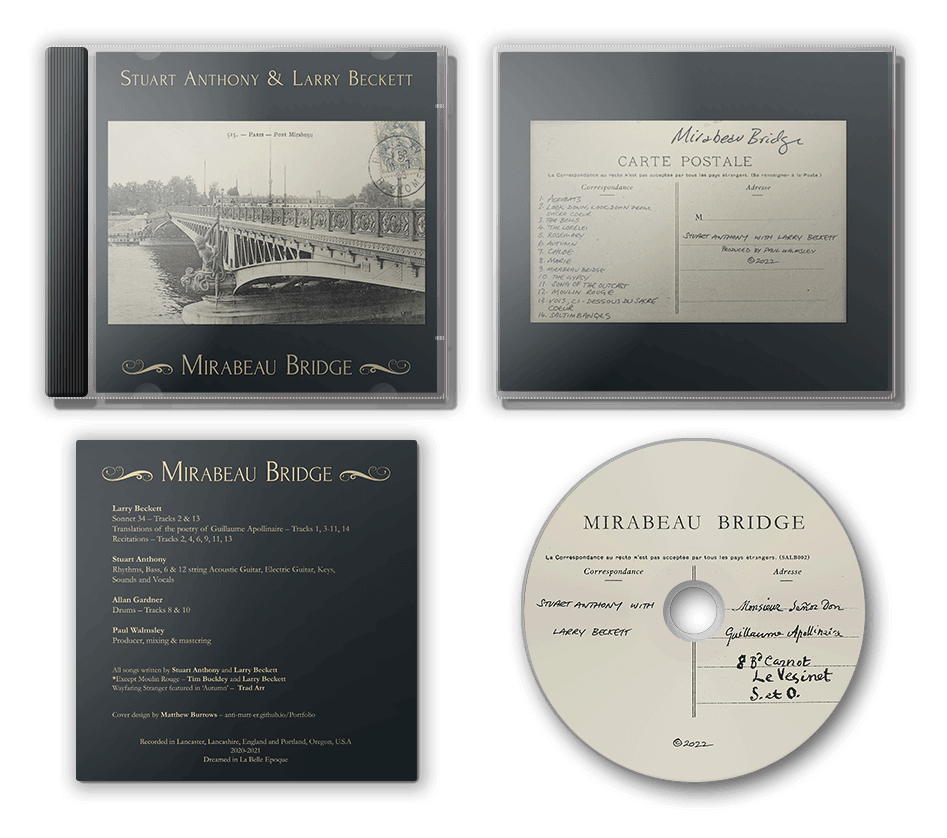 STUART ANTHONY & LARRY BECKETT
515. — PARIS — Pont Mirabeau
MIRABEAU BRIDGE
Mirabeau Bridge
CARTE POSTALE
La Correspondance au recto n'est pas acceptée par tous les pays étrangers. (Se renseigner à la Poste)
Correspondance
Adresse
1. ACROBATS
2. LOOK DOWN, LOOK DOWN FROM
SACRE COEUR
3. THE BELLS
4. THE LORELEI
5. ROSEMARY
6. AUTUMN
7. CHLOE
8. MARIE
9. MIRABEAU BRIDGE
10. THE GYPSY
11. SONG OF THE OUTCAST
12. MOULIN ROUGE
13. VOIS, CI-DESSOUS DU SACRÉ
COEUR
14. SALTIMBANQES
M
STUART ANTHONY WITH LARRY BECKETT
PRODUCED BY PAUL WALMSLEY
©2022
MIRABEAU BRIDGE
Larry Beckett
Sonnet 34 – Tracks 2 & 13
Translations of the poetry of Guillaume Apollinaire – Tracks 1, 3-11, 14
Recitations – Tracks 2, 4, 6, 9, 11, 13
Stuart Anthony
Rhythms, Bass, 6 & 12 string Acoustic Guitar, Electric Guitar, Keys,
Sounds and Vocals
Allan Gardner
Drums – Tracks 8 & 10
Paul Walmsley
Producer, mixing & mastering
All songs written by Stuart Anthony and Larry Beckett
*Except Moulin Rouge – Tim Buckley and Larry Beckett
Wayfaring Stranger featured in 'Autumn' – Trad Arr
Cover design by Matthew Burrows – anti-matt-er.github.io/Portfolio
Recorded in Lancaster, Lancashire, England and Portland, Oregon, U.S.A
2020-2021
Dreamed in La Belle Epoque
MIRABEAU BRIDGE
La Correspondance au recto n'est pas acceptée par tous les pays étrangers. (SALB002)
Correspondance
Adresse
STUART ANTHONY WITH
LARRY BECKETT
Monsieur Señor Don
Guillaume Apollinaire
8 Bd Carnot
Le Vesinet
S. et O.
©2022